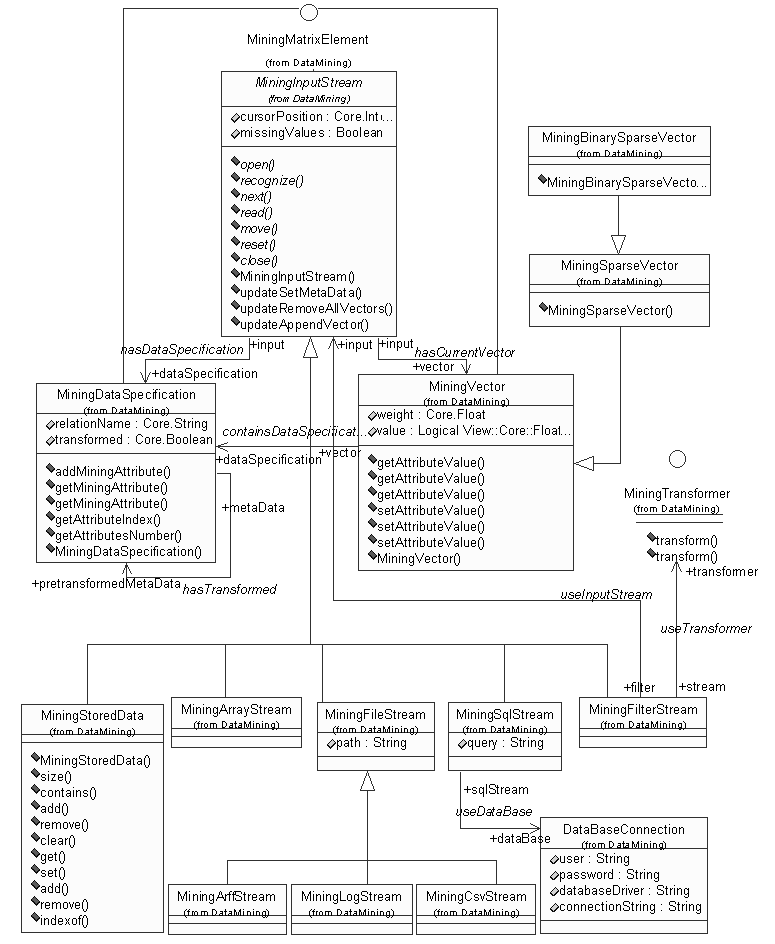 MiningMatrixElement
(from DataMining)
MiningInputStream
(from DataMining)
cursorPosition : Core.Int...
missingValues : Boolean
open()
recognize()
next()
read()
move()
reset()
close()
MiningInputStream()
updateSetMetaData()
updateRemoveAllVectors()
updateAppendVector()
MiningBinarySparseVector
(from DataMining)
MiningBinarySparseVecto...
MiningSparseVector
(from DataMining)
MiningSparseVector()
hasDataSpecification
+input
+dataSpecification
+input
+input
hasCurrentVector
+vector
MiningDataSpecification
(from DataMining)
relationName : Core.String
transformed : Core.Boolean
addMiningAttribute()
getMiningAttribute()
getMiningAttribute()
getAttributeIndex()
getAttributesNumber()
MiningDataSpecification()
containsDataSpecificat...
+dataSpecification
+vector
+metaData
+pretransformedMetaData
hasTransformed
MiningVector
(from DataMining)
weight : Core.Float
value : Logical View::Core::Float...
getAttributeValue()
getAttributeValue()
getAttributeValue()
setAttributeValue()
setAttributeValue()
setAttributeValue()
MiningVector()
MiningTransformer
(from DataMining)
transform()
transform()
+transformer
useInputStream
useTransformer
+filter
+stream
MiningStoredData
(from DataMining)
MiningStoredData()
size()
contains()
add()
remove()
clear()
get()
set()
add()
remove()
indexof()
MiningArrayStream
(from DataMining)
MiningFileStream
(from DataMining)
path : String
MiningSqlStream
(from DataMining)
query : String
MiningFilterStream
(from DataMining)
+sqlStream
useDataBase
+dataBase
DataBaseConnection
(from DataMining)
user : String
password : String
databaseDriver : String
connectionString : String
MiningArffStream
(from DataMining)
MiningLogStream
(from DataMining)
MiningCsvStream
(from DataMining)